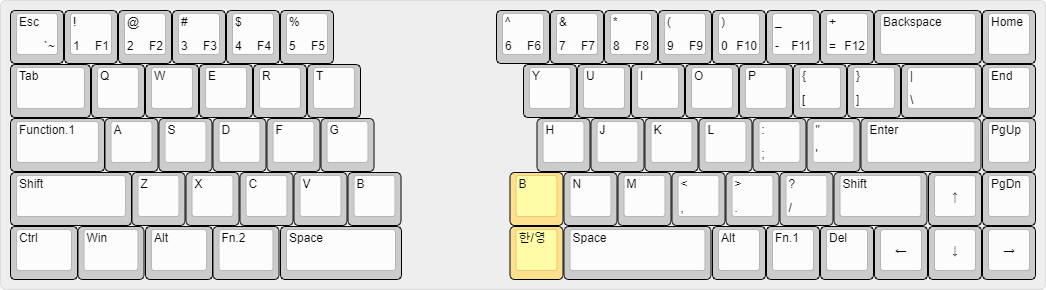 Esc ! @ # $ % ^ & * ( ) _ + Backspace Home
`~ 1 F1 2 F2 3 F3 4 F4 5 F5 6 F6 7 F7 8 F8 9 F9 0 F10 - F11 = F12
Tab Q W E R T Y U I O P { } | End
[ ] \
Function.1 A S D F G H J K L : " Enter PgUp
; '
Shift Z X C V B B N M < > ? Shift ↑ PgDn
, . /
Ctrl Win Alt Fn.2 Space 한/영 Space Alt Fn.1 Del ← ↓ →